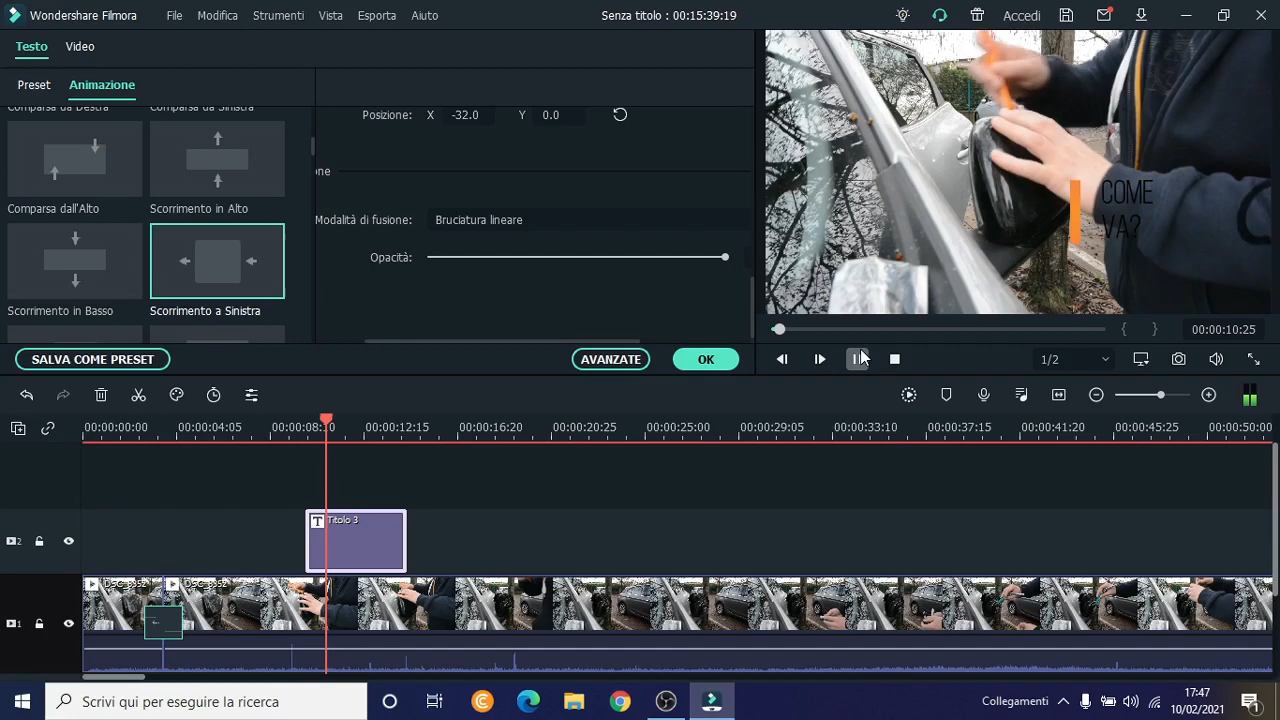 Wondershare Filmora
File
Modifica
Strumenti
Vista
Esporta
Aiuto
Senza titolo : 00:15:39:19
Accedi
Testo
Video
Preset
Animazione
Comparsa da Destra
Comparsa da Sinistra
Comparsa dall'Alto
Scorrimento in Alto
Scorrimento in Basso
Scorrimento a Sinistra
Posizione:
X
-32.0
Y
0.0
one
Modalità di fusione:
Bruciatura lineare
Opacità:
SALVA COME PRESET
AVANZATE
OK
COME
VA?
00:00:10:25
1/2
00:00:00:00
00:00:04:05
00:00:08:10
00:00:12:15
00:00:16:20
00:00:20:25
00:00:25:00
00:00:29:05
00:00:33:10
00:00:37:15
00:00:41:20
00:00:45:25
00:00:50:00
2
T
Titolo 3
1
Scrivi qui per eseguire la ricerca
Collegamenti
17:47
10/02/2021
1